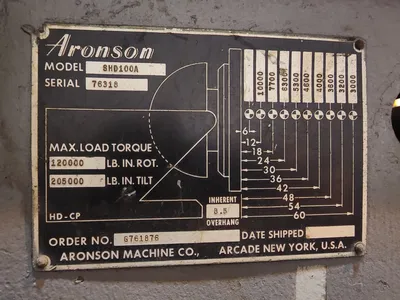 Aronson
MODEL SHD100A
SERIAL 76318
10000 7700 6300 5300 4600 4000 3600 3200 3000
6
12
18
24
30
36
42
48
54
60
MAX. LOAD TORQUE
120000 LB. IN. ROT.
205000 LB. IN. TILT
HD-CP
INHERENT
8.5
OVERHANG
ORDER NO. G761876
DATE SHIPPED
ARONSON MACHINE CO., ARCADE NEW YORK, U.S.A.